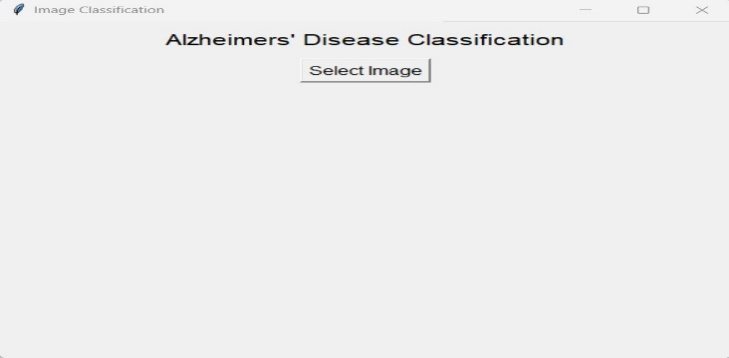 Image Classification
Alzheimers' Disease Classification
Select Image